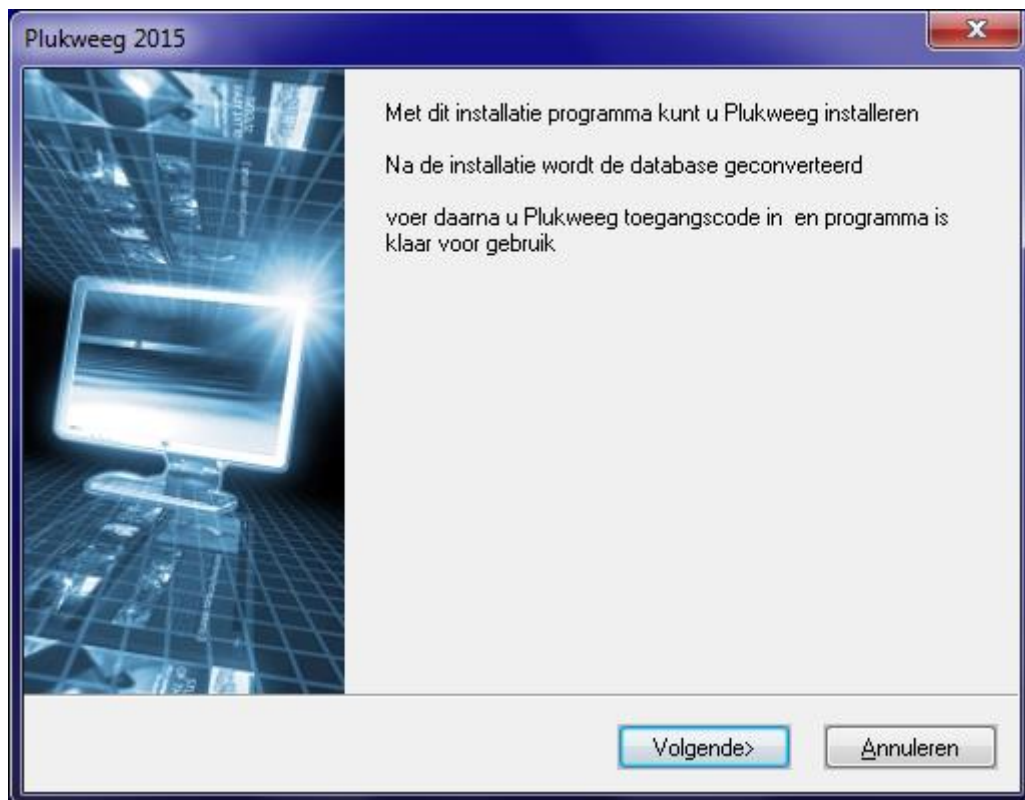 Plukweeg 2015
Met dit installatie programma kunt u Plukweeg installeren
Na de installatie wordt de database geconverteerd
voer daarna u Plukweeg toegangscode in  en programma is
klaar voor gebruik
Volgende>
Annuleren